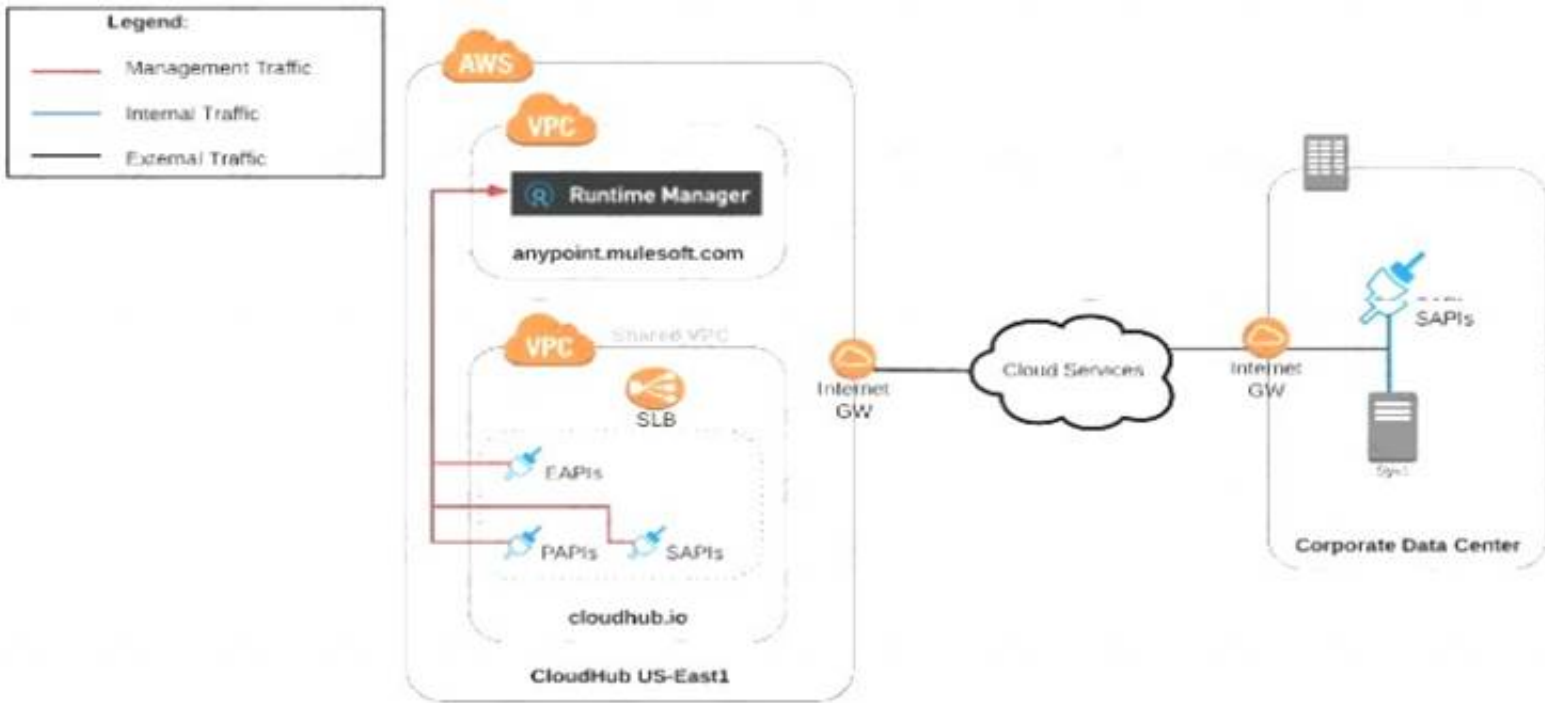 Legend:
Management Traffic
Internal Traffic
External Traffic
AWS
VPC
R Runtime Manager
anypoint.mulesoft.com
VPC
Shared VPC
SLB
EAPIs
PAPIs
SAPIs
cloudhub.io
CloudHub US-East1
Internet
GW
Cloud Services
Internet
GW
SAPIs
Corporate Data Center